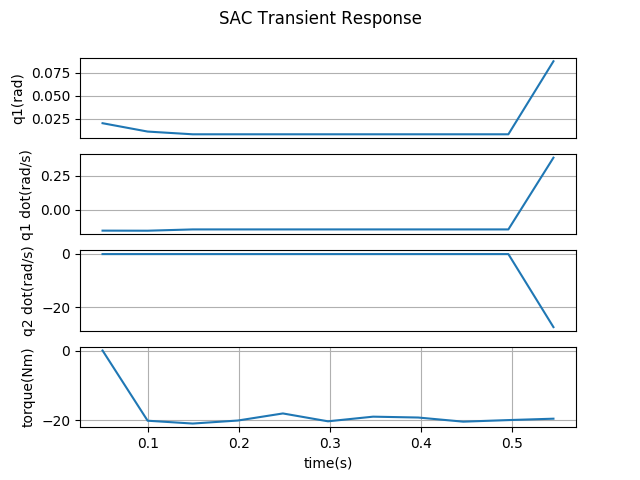 SAC Transient Response
0.075
0.050
0.025
q1(rad)
0.25
0.00
q1 dot(rad/s)
0
−20
q2 dot(rad/s)
0
−20
torque(Nm)
0.1 0.2 0.3 0.4 0.5
time(s)